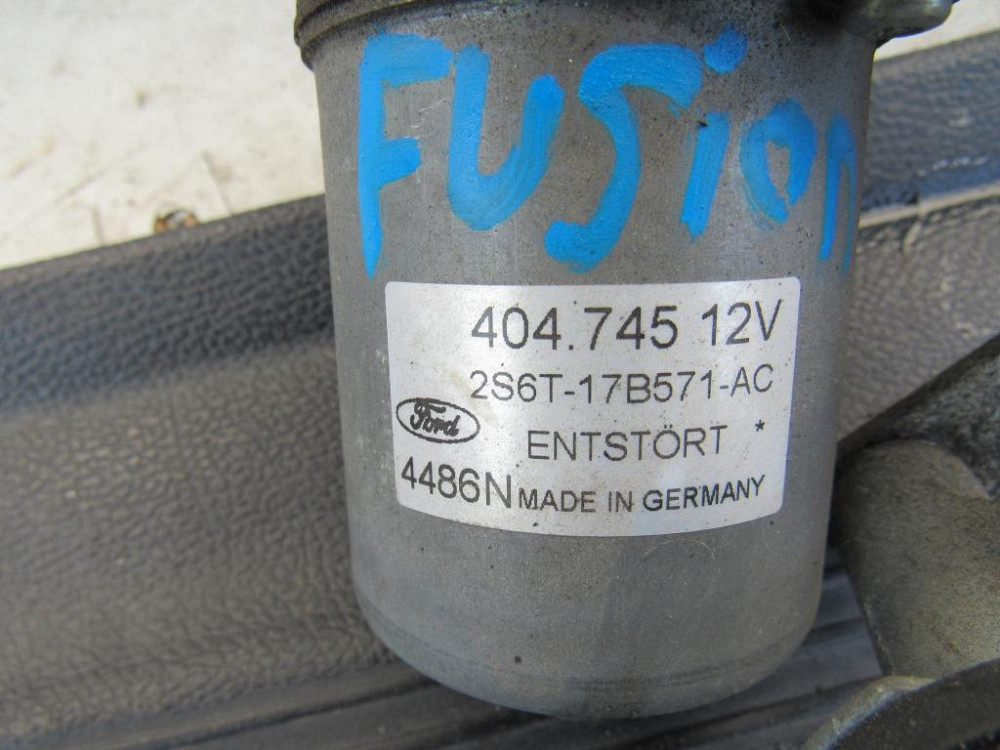 FUSion
404.745 12V
2S6T-17B571-AC
Ford
ENTSTÖRT *
4486N MADE IN GERMANY